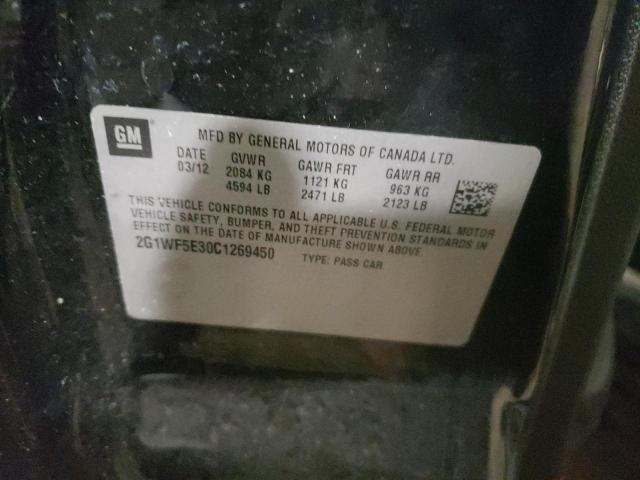 GM
MFD BY GENERAL MOTORS OF CANADA LTD.
DATE GVWR GAWR FRT GAWR RR
03/12 2084 KG 1121 KG 963 KG
4594 LB 2471 LB 2123 LB
THIS VEHICLE CONFORMS TO ALL APPLICABLE U.S. FEDERAL MOTOR
VEHICLE SAFETY, BUMPER, AND THEFT PREVENTION STANDARDS IN
EFFECT ON THE DATE OF MANUFACTURE SHOWN ABOVE.
2G1WF5E30C1269450 TYPE: PASS CAR